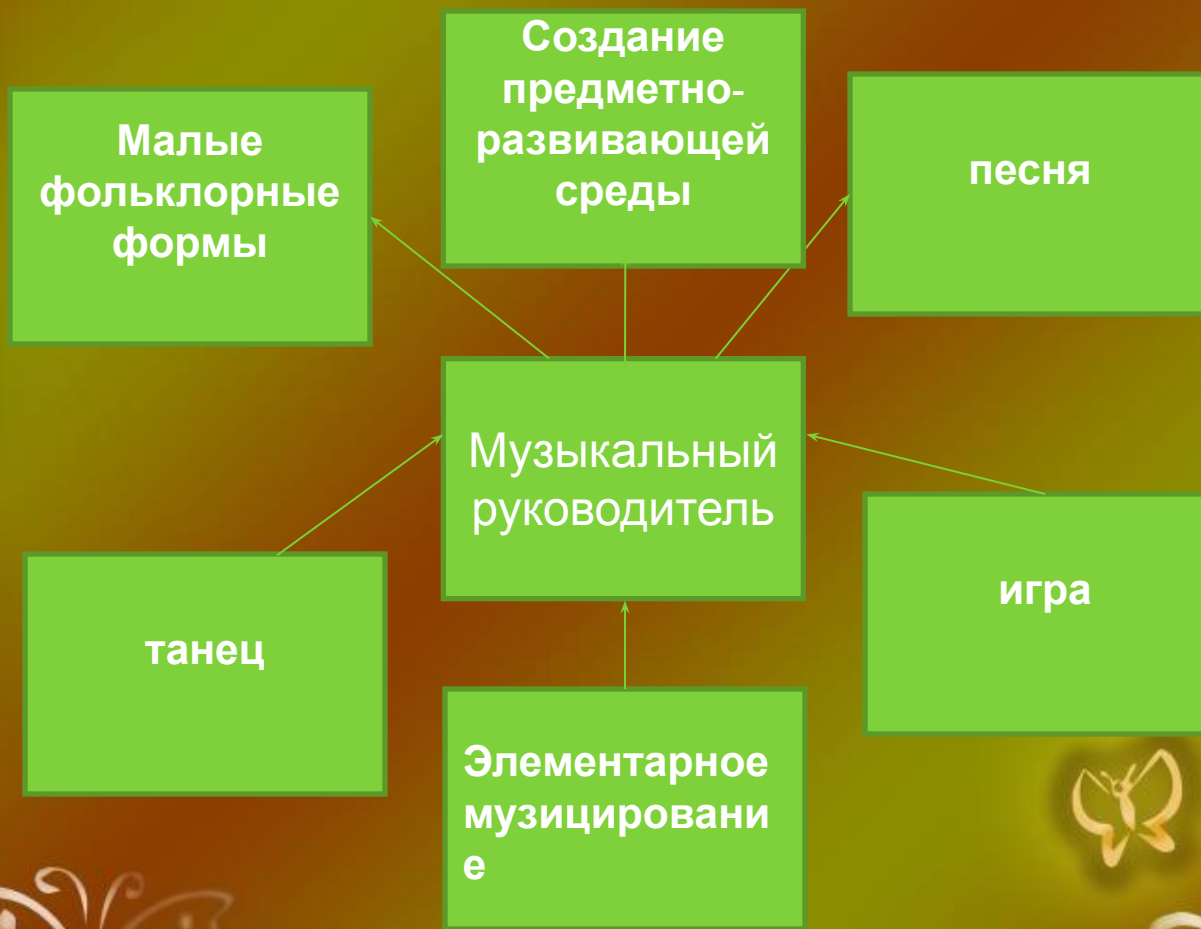 Создание
предметно-
развивающей
среды
Малые
фольклорные
формы
песня
Музыкальный
руководитель
игра
танец
Элементарное
музицировани
е